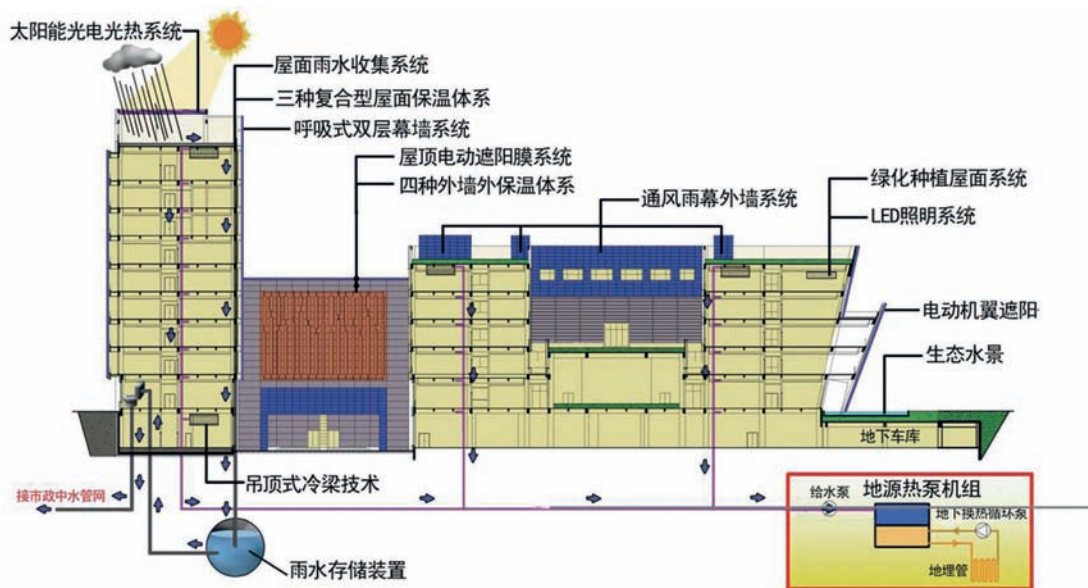 太阳能光电光热系统
屋面雨水收集系统
三种复合型屋面保温体系
呼吸式双层幕墙系统
屋顶电动遮阳膜系统
四种外墙外保温体系
通风雨幕外墙系统
绿化种植屋面系统
LED照明系统
电动机翼遮阳
生态水景
地下车库
吊顶式冷梁技术
接市政中水管网
雨水存储装置
给水泵
地源热泵机组
地下换热循环泵
地埋管